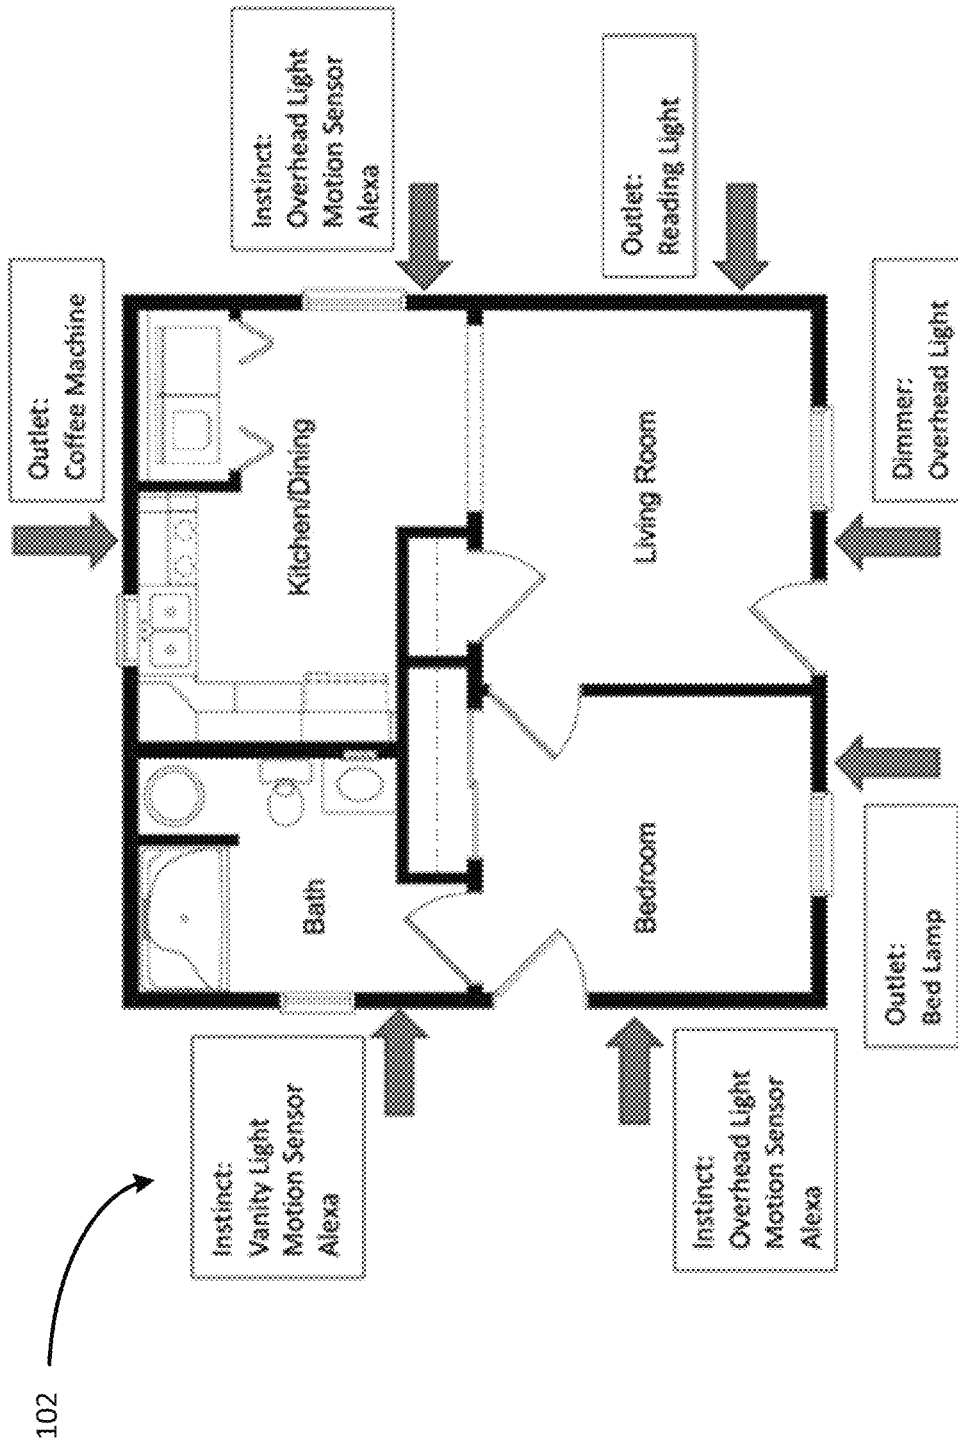 102
Outlet:
Coffee Machine
Instinct:
Overhead Light
Motion Sensor
Alexa
Instinct:
Vanity Light
Motion Sensor
Alexa
Kitchen/Dining
Bath
Living Room
Bedroom
Outlet:
Reading Light
Instinct:
Overhead Light
Motion Sensor
Alexa
Outlet:
Bed Lamp
Dimmer:
Overhead Light